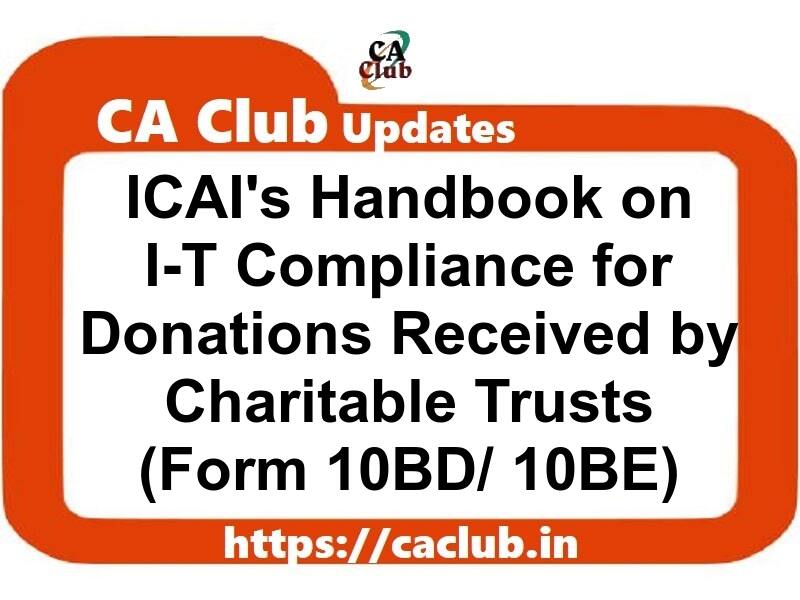 CA
Club
CA Club Updates
ICAI's Handbook on
I-T Compliance for
Donations Received by
Charitable Trusts
(Form 10BD/ 10BE)
https://caclub.in